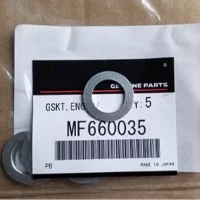 GENUINE PARTS
GSKT, ENG Y: 5
MF660035
PB MADE IN JAPAN